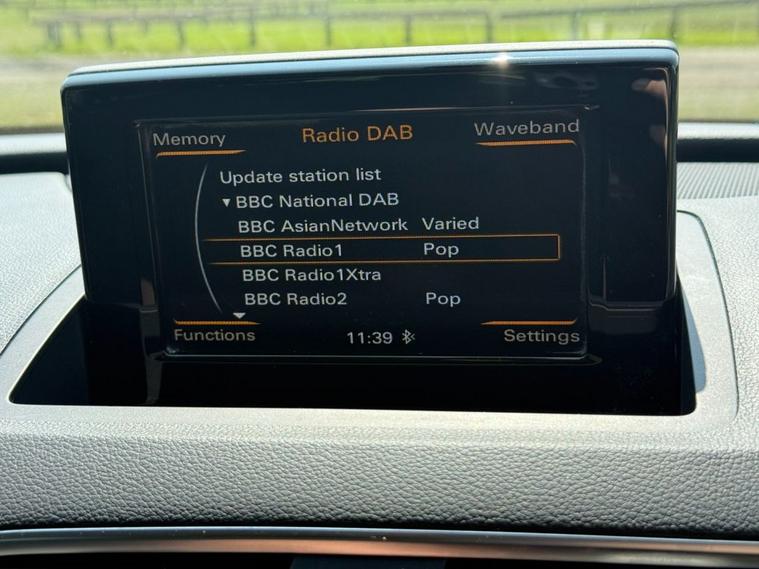 Memory Radio DAB Waveband
Update station list
▼ BBC National DAB
BBC AsianNetwork Varied
BBC Radio1 Pop
BBC Radio1Xtra
BBC Radio2 Pop
Functions 11:39 Settings